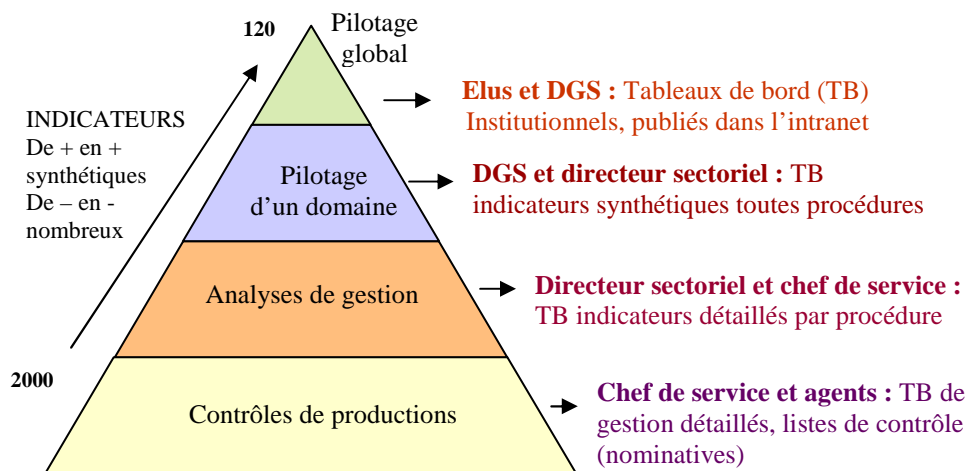 120
Pilotage
global
INDICATEURS
De + en +
synthétiques
De – en -
nombreux
Elus et DGS : Tableaux de bord (TB)
Institutionnels, publiés dans l’intranet
Pilotage
d’un domaine
DGS et directeur sectoriel : TB
indicateurs synthétiques toutes procédures
Analyses de gestion
Directeur sectoriel et chef de service :
TB indicateurs détaillés par procédure
2000
Contrôles de productions
Chef de service et agents : TB de
gestion détaillés, listes de contrôle
(nominatives)